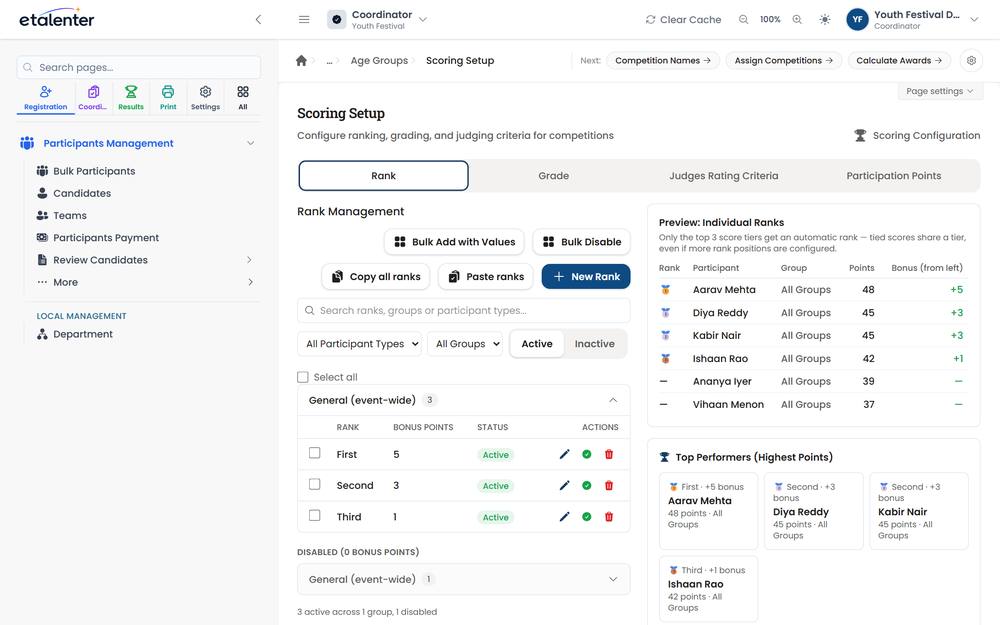 etalenter
Coordinator
Youth Festival
Clear Cache
100%
YF
Youth Festival D...
Coordinator
Search pages...
Registration
Coordi...
Results
Print
Settings
All
Participants Management
Bulk Participants
Candidates
Teams
Participants Payment
Review Candidates
More
LOCAL MANAGEMENT
Department
...
Age Groups
Scoring Setup
Next:
Competition Names →
Assign Competitions →
Calculate Awards →
Page settings
Scoring Setup
Configure ranking, grading, and judging criteria for competitions
Scoring Configuration
Rank
Grade
Judges Rating Criteria
Participation Points
Rank Management
Bulk Add with Values
Bulk Disable
Copy all ranks
Paste ranks
New Rank
Search ranks, groups or participant types...
All Participant Types
All Groups
Active
Inactive
Select all
General (event-wide) 3
RANK BONUS POINTS STATUS ACTIONS
First 5 Active
Second 3 Active
Third 1 Active
DISABLED (0 BONUS POINTS)
General (event-wide) 1
3 active across 1 group, 1 disabled
Preview: Individual Ranks
Only the top 3 score tiers get an automatic rank — tied scores share a tier,
even if more rank positions are configured.
Rank Participant Group Points Bonus (from left)
Aarav Mehta All Groups 48 +5
Diya Reddy All Groups 45 +3
Kabir Nair All Groups 45 +3
Ishaan Rao All Groups 42 +1
— Ananya Iyer All Groups 39 —
— Vihaan Menon All Groups 37 —
Top Performers (Highest Points)
First · +5 bonus
Aarav Mehta
48 points · All
Groups
Second · +3
bonus
Diya Reddy
45 points · All
Groups
Second · +3
bonus
Kabir Nair
45 points · All
Groups
Third · +1 bonus
Ishaan Rao
42 points · All
Groups